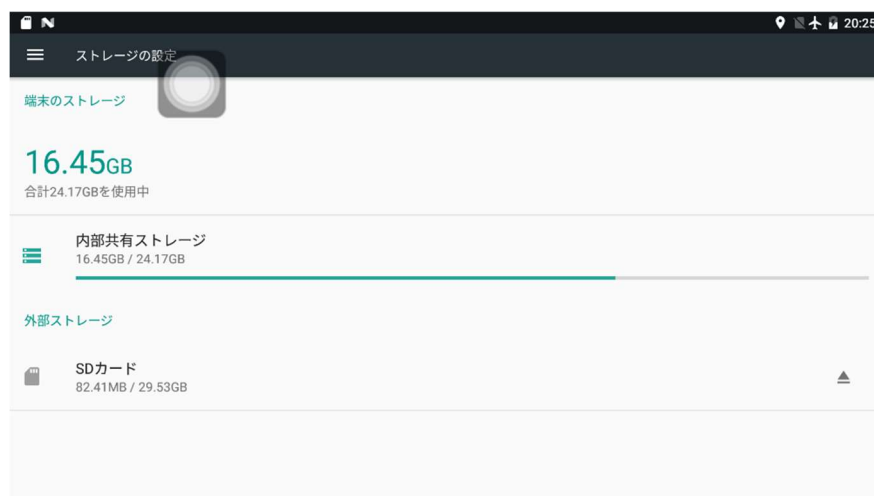 20:25
ストレージの設定
端末のストレージ
16.45GB
合計24.17GBを使用中
内部共有ストレージ
16.45GB / 24.17GB
外部ストレージ
SDカード
82.41MB / 29.53GB